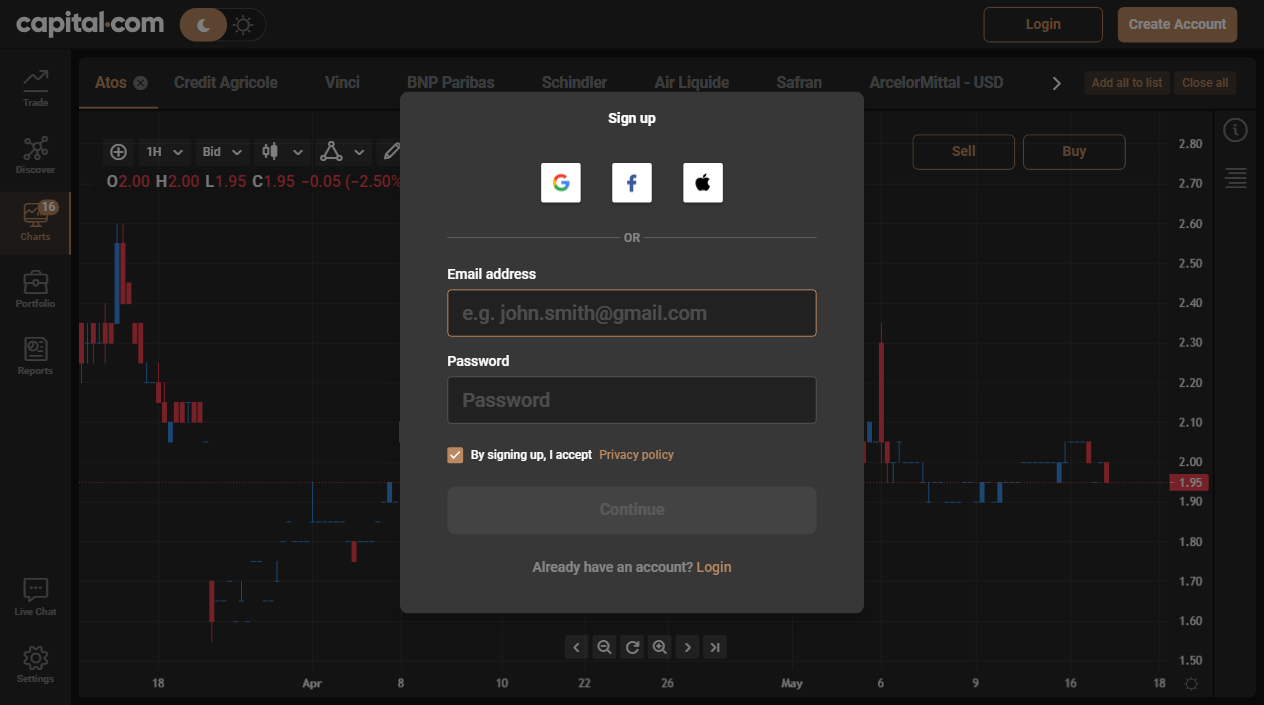 capital.com
Login
Create Account
Atos
Credit Agricole
Vinci
BNP Paribas
Schindler
Air Liquide
Safran
ArcelorMittal - USD
Add all to list
Close all
Trade
Discover
16
Charts
Portfolio
Reports
Live Chat
Settings
1H
Bid
O2.00 H2.00 L1.95 C1.95 −0.05 (−2.50%
Sell
Buy
Sign up
OR
Email address
e.g. john.smith@gmail.com
Password
Password
By signing up, I accept Privacy policy
Continue
Already have an account? Login
2.80
2.70
2.60
2.50
2.40
2.30
2.20
2.10
2.00
1.95
1.90
1.80
1.70
1.60
1.50
18
Apr
8
10
22
26
May
6
9
16
18